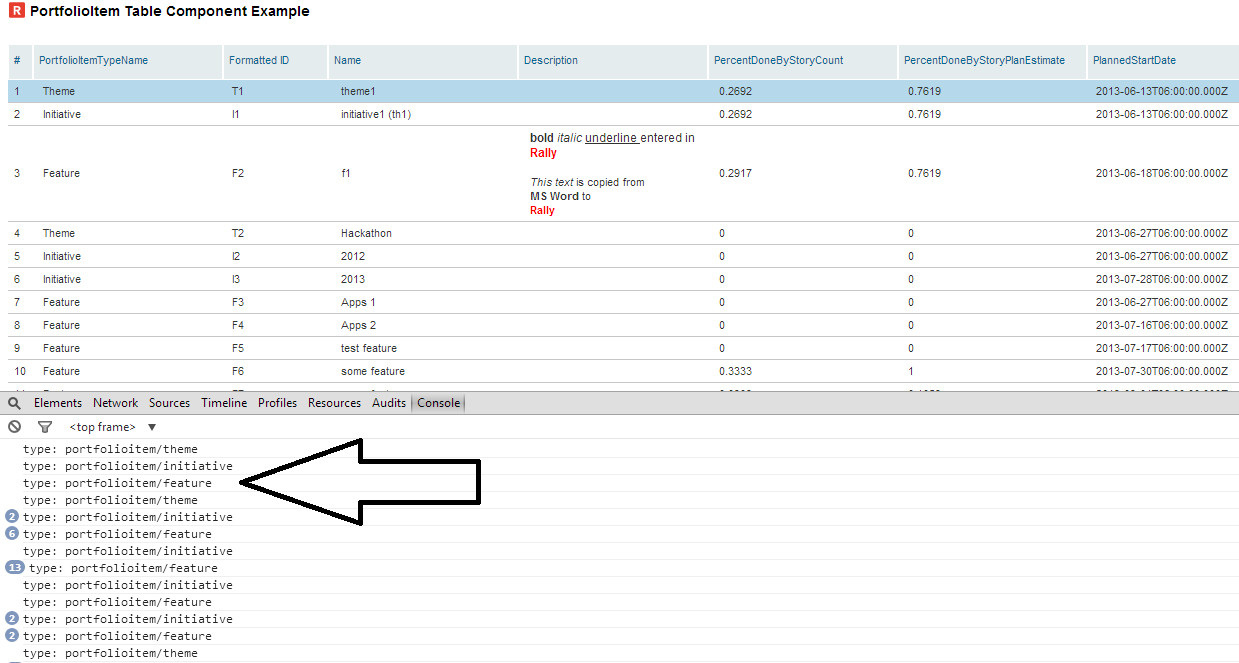 R PortfolioItem Table Component Example
# PortfolioItemTypeName Formatted ID Name Description PercentDoneByStoryCount PercentDoneByStoryPlanEstimate PlannedStartDate
1 Theme T1 theme1 0.2692 0.7619 2013-06-13T06:00:00.000Z
2 Initiative I1 initiative1 (th1) 0.2692 0.7619 2013-06-13T06:00:00.000Z
bold italic underline entered in
Rally
3 Feature F2 f1 0.2917 0.7619 2013-06-18T06:00:00.000Z
This text is copied from
MS Word to
Rally
4 Theme T2 Hackathon 0 0 2013-06-27T06:00:00.000Z
5 Initiative I2 2012 0 0 2013-06-27T06:00:00.000Z
6 Initiative I3 2013 0 0 2013-07-28T06:00:00.000Z
7 Feature F3 Apps 1 0 0 2013-06-27T06:00:00.000Z
8 Feature F4 Apps 2 0 0 2013-07-16T06:00:00.000Z
9 Feature F5 test feature 0 0 2013-07-17T06:00:00.000Z
10 Feature F6 some feature 0.3333 1 2013-07-30T06:00:00.000Z
Elements Network Sources Timeline Profiles Resources Audits Console
<top frame> ▼
type: portfolioitem/theme
type: portfolioitem/initiative
type: portfolioitem/feature
type: portfolioitem/theme
2 type: portfolioitem/initiative
6 type: portfolioitem/feature
type: portfolioitem/initiative
13 type: portfolioitem/feature
type: portfolioitem/initiative
type: portfolioitem/feature
2 type: portfolioitem/initiative
2 type: portfolioitem/feature
type: portfolioitem/theme